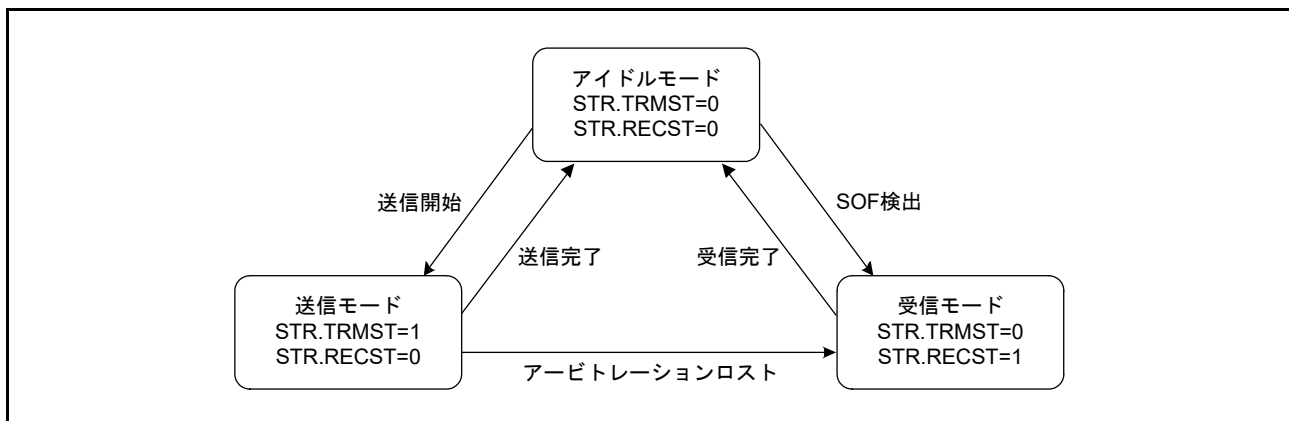 アイドルモード
STR.TRMST=0
STR.RECST=0
送信開始
SOF検出
送信完了
受信完了
送信モード
STR.TRMST=1
STR.RECST=0
受信モード
STR.TRMST=0
STR.RECST=1
アービトレーションロスト